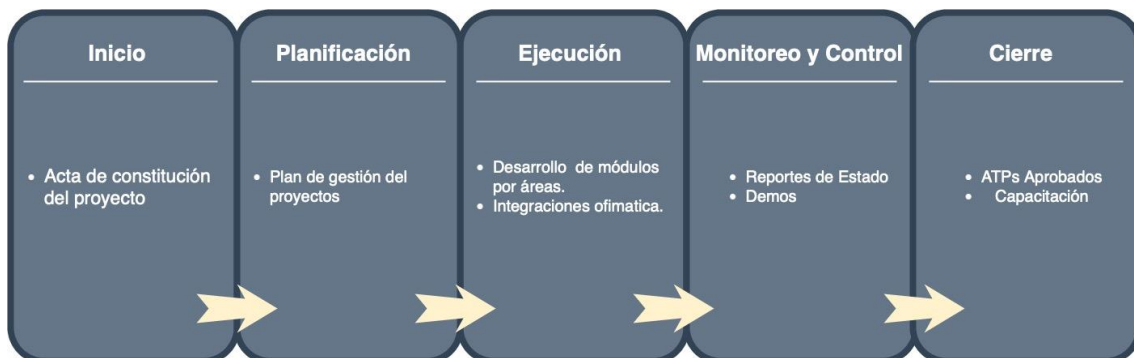 Inicio
• Acta de constitución
del proyecto
Planificación
• Plan de gestión del
proyectos
Ejecución
• Desarrollo de módulos
por áreas.
• Integraciones ofimatica.
Monitoreo y Control
• Reportes de Estado
• Demos
Cierre
• ATPs Aprobados
• Capacitación